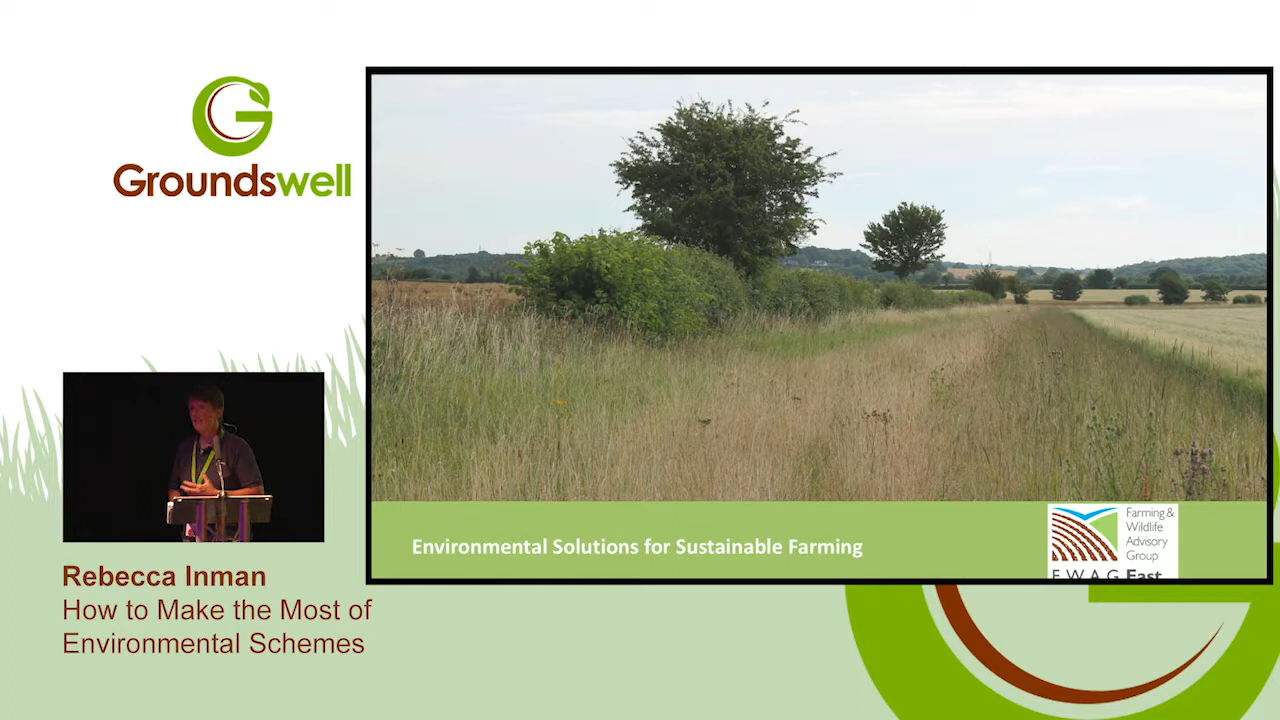 Groundswell
Environmental Solutions for Sustainable Farming
Farming &
Wildlife
Advisory
Group
F W A G East
Rebecca Inman
How to Make the Most of
Environmental Schemes